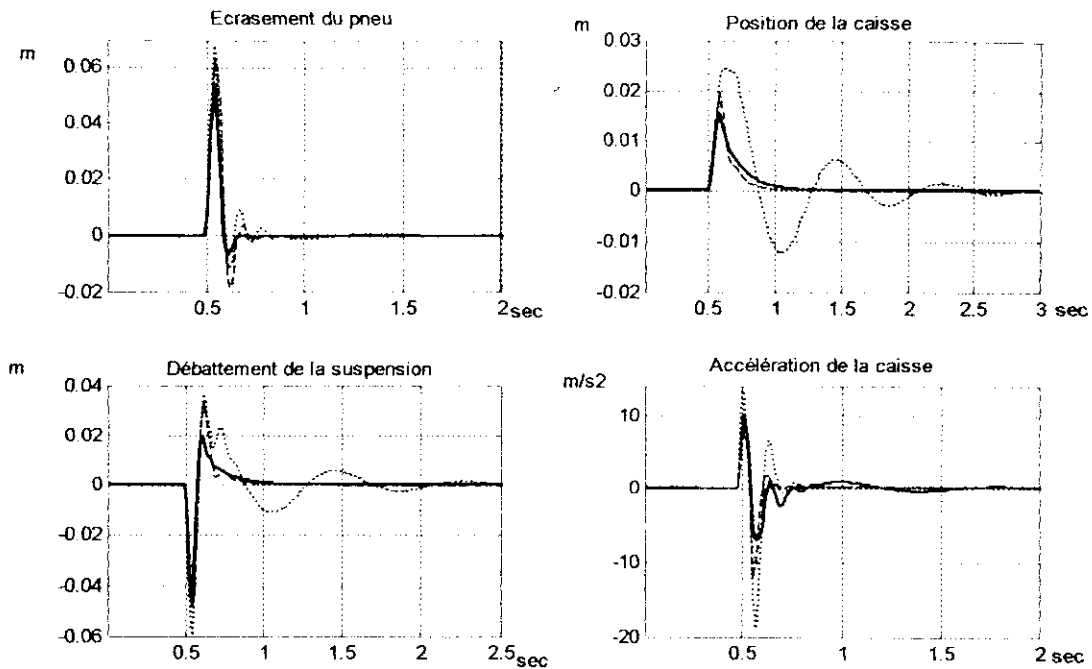 Ecrasement du pneu
m
0.06
0.04
0.02
0
-0.02
0.5 1 1.5 2 sec
Position de la caisse
m
0.03
0.02
0.01
0
-0.01
-0.02
0.5 1 1.5 2 2.5 3 sec
Débattement de la suspension
m
0.04
0.02
0
-0.02
-0.04
-0.06
0.5 1 1.5 2 2.5 sec
Accélération de la caisse
m/s2
10
0
-10
-20
0.5 1 1.5 2 sec